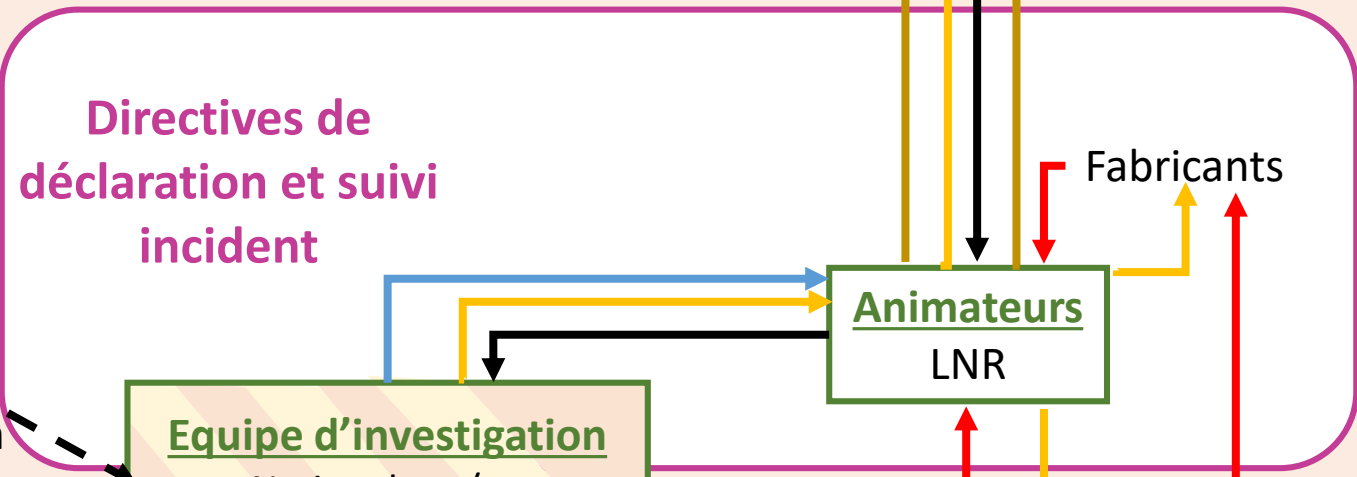 Directives de
déclaration et suivi
incident
Fabricants
Animateurs
LNR
Equipe d’investigation